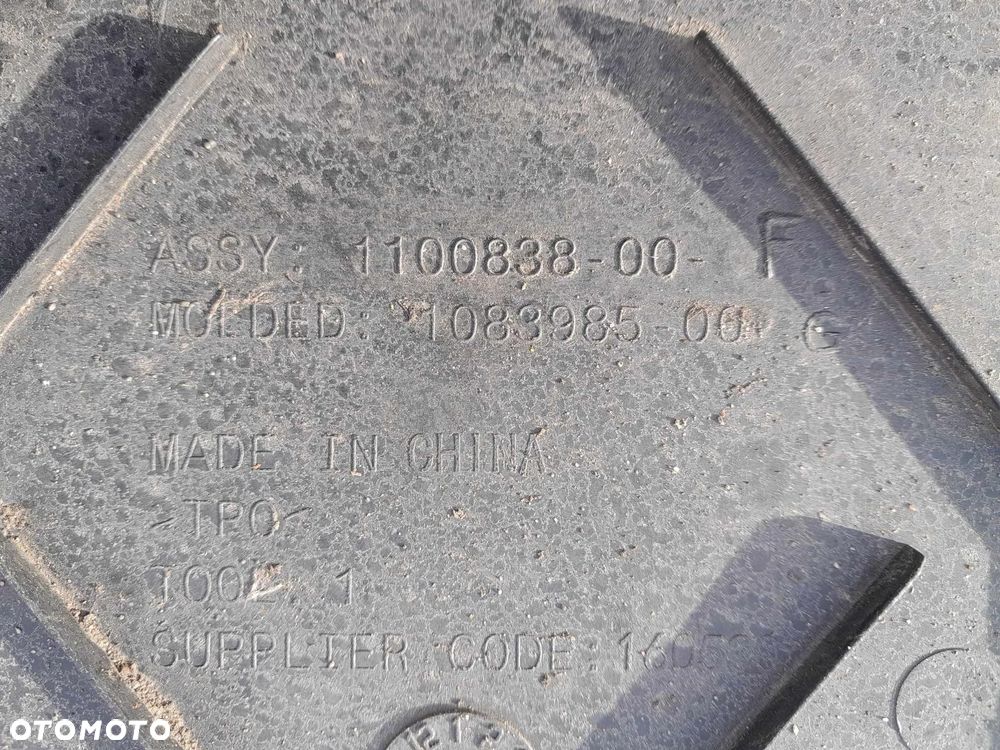 ASSY: 1100838-00- F
MOLDED: 1083985-00 G
MADE IN CHINA
>TPO<
TOOL 1
SUPPLIER CODE:
OTOMOTO